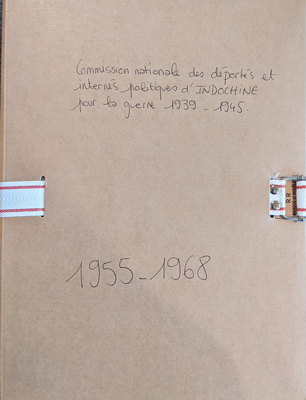 Commission nationale des déportés et
internés politiques d'INDOCHINE
pour la guerre 1939-1945.
1955-1968